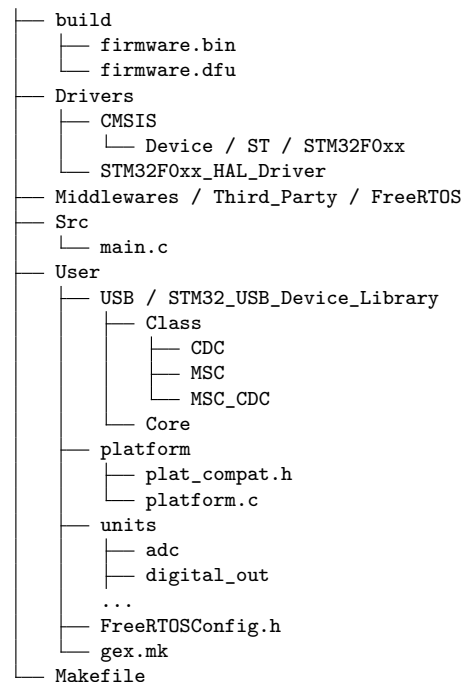 build
firmware.bin
firmware.dfu
Drivers
CMSIS
Device / ST / STM32F0xx
STM32F0xx_HAL_Driver
Middlewares / Third_Party / FreeRTOS
Src
main.c
User
USB / STM32_USB_Device_Library
Class
CDC
MSC
MSC_CDC
Core
platform
plat_compat.h
platform.c
units
adc
digital_out
...
FreeRTOSConfig.h
gex.mk
Makefile